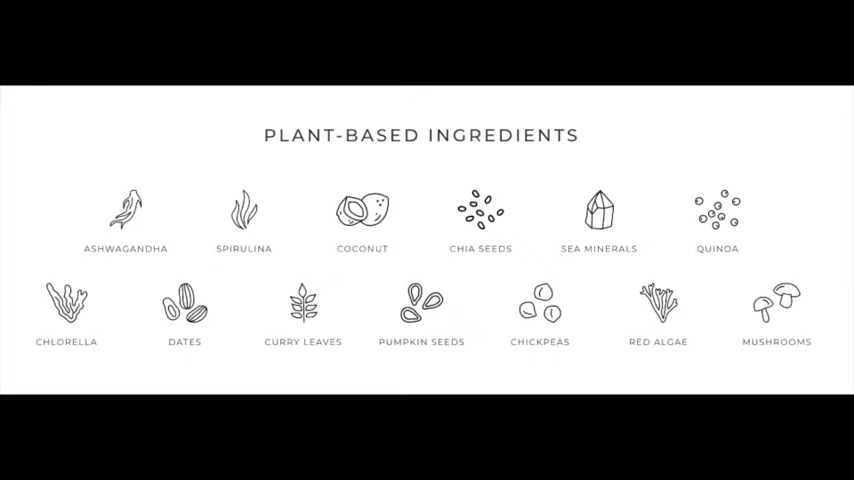 PLANT-BASED INGREDIENTS
ASHWAGANDHA SPIRULINA COCONUT CHIA SEEDS SEA MINERALS QUINOA
CHLORELLA DATES CURRY LEAVES PUMPKIN SEEDS CHICKPEAS RED ALGAE MUSHROOMS